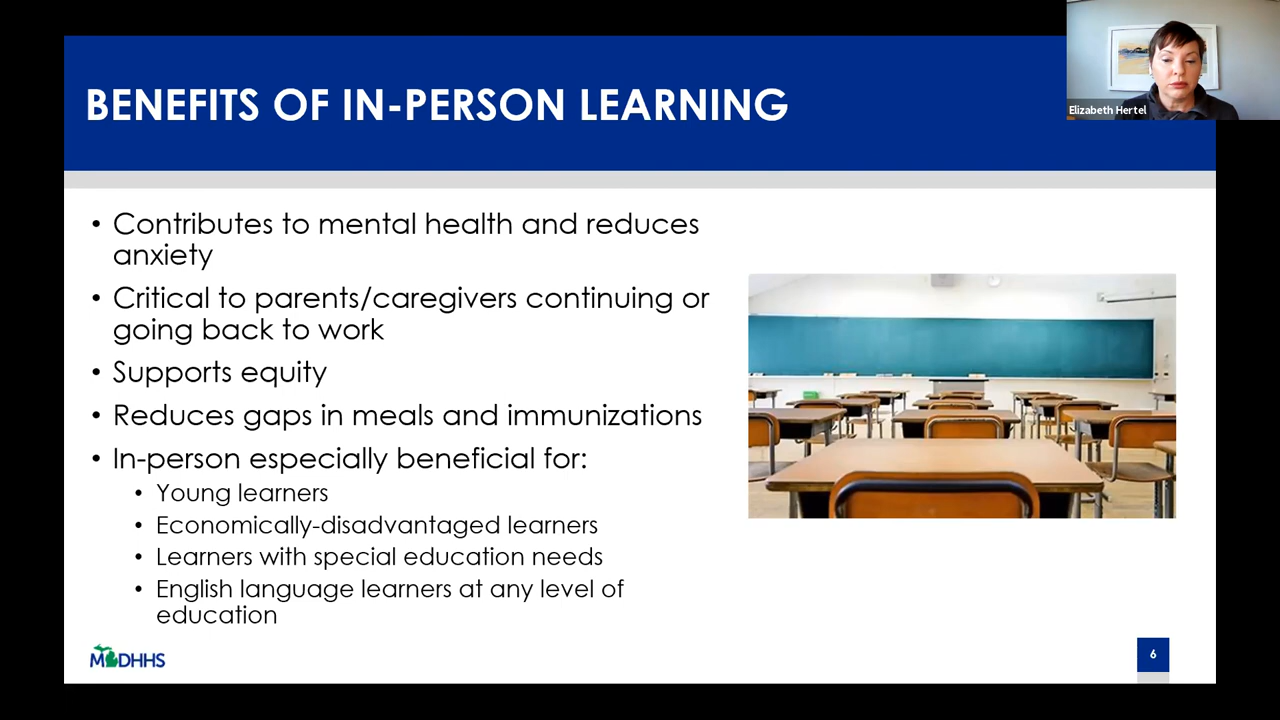 Elizabeth Hertel
BENEFITS OF IN-PERSON LEARNING
• Contributes to mental health and reduces
anxiety
• Critical to parents/caregivers continuing or
going back to work
• Supports equity
• Reduces gaps in meals and immunizations
• In-person especially beneficial for:
• Young learners
• Economically-disadvantaged learners
• Learners with special education needs
• English language learners at any level of
education
MDHHS
6